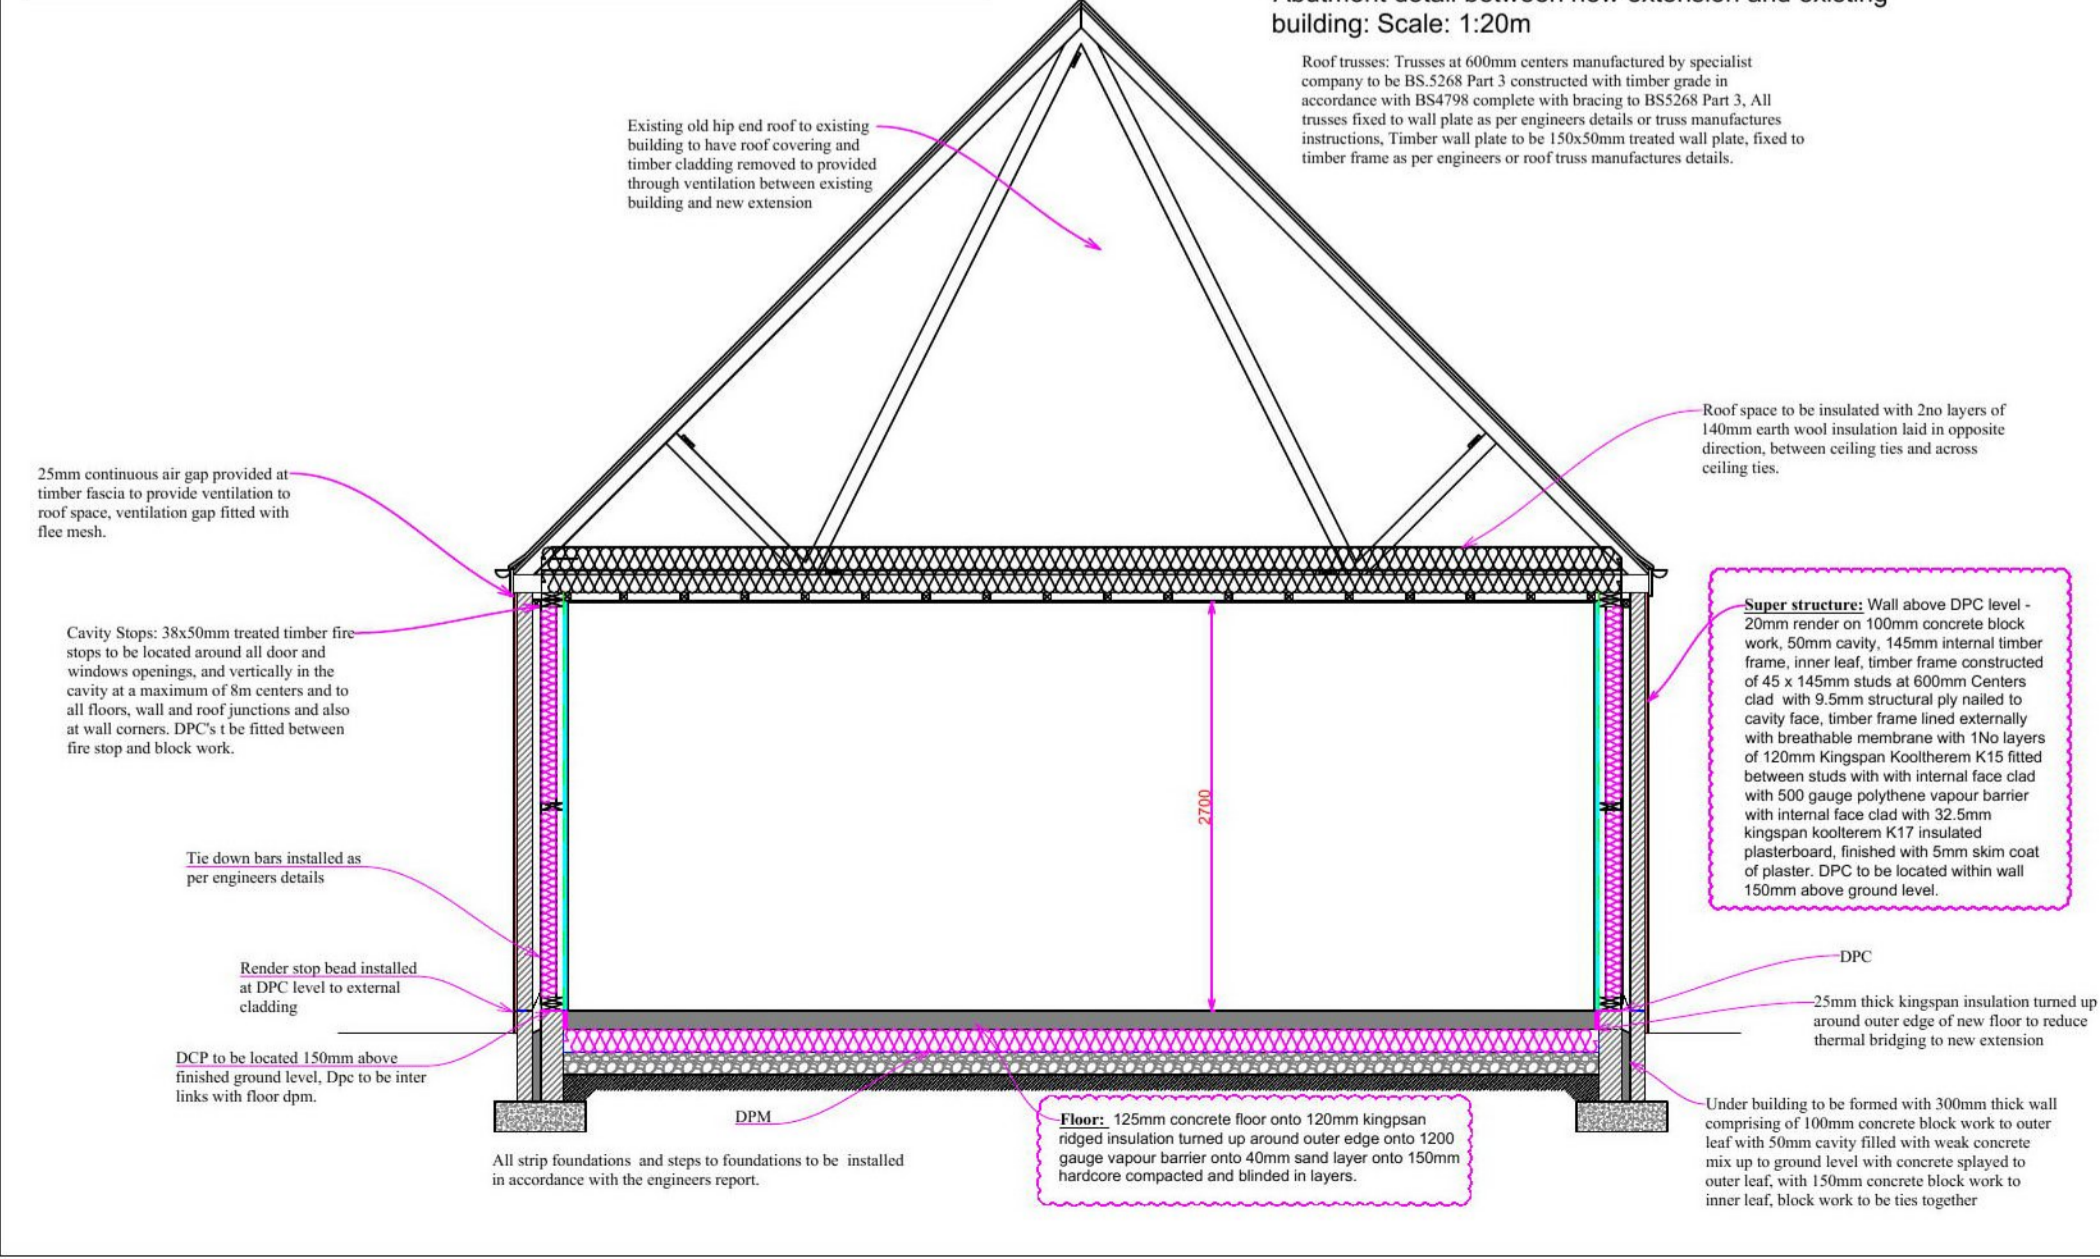 Abutment detail between new extension and existing
building: Scale: 1:20m
Roof trusses: Trusses at 600mm centers manufactured by specialist
company to be BS.5268 Part 3 constructed with timber grade in
accordance with BS4798 complete with bracing to BS5268 Part 3, All
trusses fixed to wall plate as per engineers details or truss manufactures
instructions, Timber wall plate to be 150x50mm treated wall plate, fixed to
timber frame as per engineers or roof truss manufactures details.
Existing old hip end roof to existing
building to have roof covering and
timber cladding removed to provided
through ventilation between existing
building and new extension
Roof space to be insulated with 2no layers of
140mm earth wool insulation laid in opposite
direction, between ceiling ties and across
ceiling ties.
25mm continuous air gap provided at
timber fascia to provide ventilation to
roof space, ventilation gap fitted with
flee mesh.
Cavity Stops: 38x50mm treated timber fire
stops to be located around all door and
windows openings, and vertically in the
cavity at a maximum of 8m centers and to
all floors, wall and roof junctions and also
at wall corners. DPC's t be fitted between
fire stop and block work.
Super structure: Wall above DPC level -
20mm render on 100mm concrete block
work, 50mm cavity, 145mm internal timber
frame, inner leaf, timber frame constructed
of 45 x 145mm studs at 600mm Centers
clad with 9.5mm structural ply nailed to
cavity face, timber frame lined externally
with breathable membrane with 1No layers
of 120mm Kingspan Kooltherem K15 fitted
between studs with with internal face clad
with 500 gauge polythene vapour barrier
with internal face clad with 32.5mm
kingspan koolterem K17 insulated
plasterboard, finished with 5mm skim coat
of plaster. DPC to be located within wall
150mm above ground level.
2700
Tie down bars installed as
per engineers details
Render stop bead installed
at DPC level to external
cladding
DCP to be located 150mm above
finished ground level, Dpc to be inter
links with floor dpm.
DPC
25mm thick kingspan insulation turned up
around outer edge of new floor to reduce
thermal bridging to new extension
DPM
Floor: 125mm concrete floor onto 120mm kingpsan
ridged insulation turned up around outer edge onto 1200
gauge vapour barrier onto 40mm sand layer onto 150mm
hardcore compacted and blinded in layers.
Under building to be formed with 300mm thick wall
comprising of 100mm concrete block work to outer
leaf with 50mm cavity filled with weak concrete
mix up to ground level with concrete splayed to
outer leaf, with 150mm concrete block work to
inner leaf, block work to be ties together
All strip foundations and steps to foundations to be installed
in accordance with the engineers report.